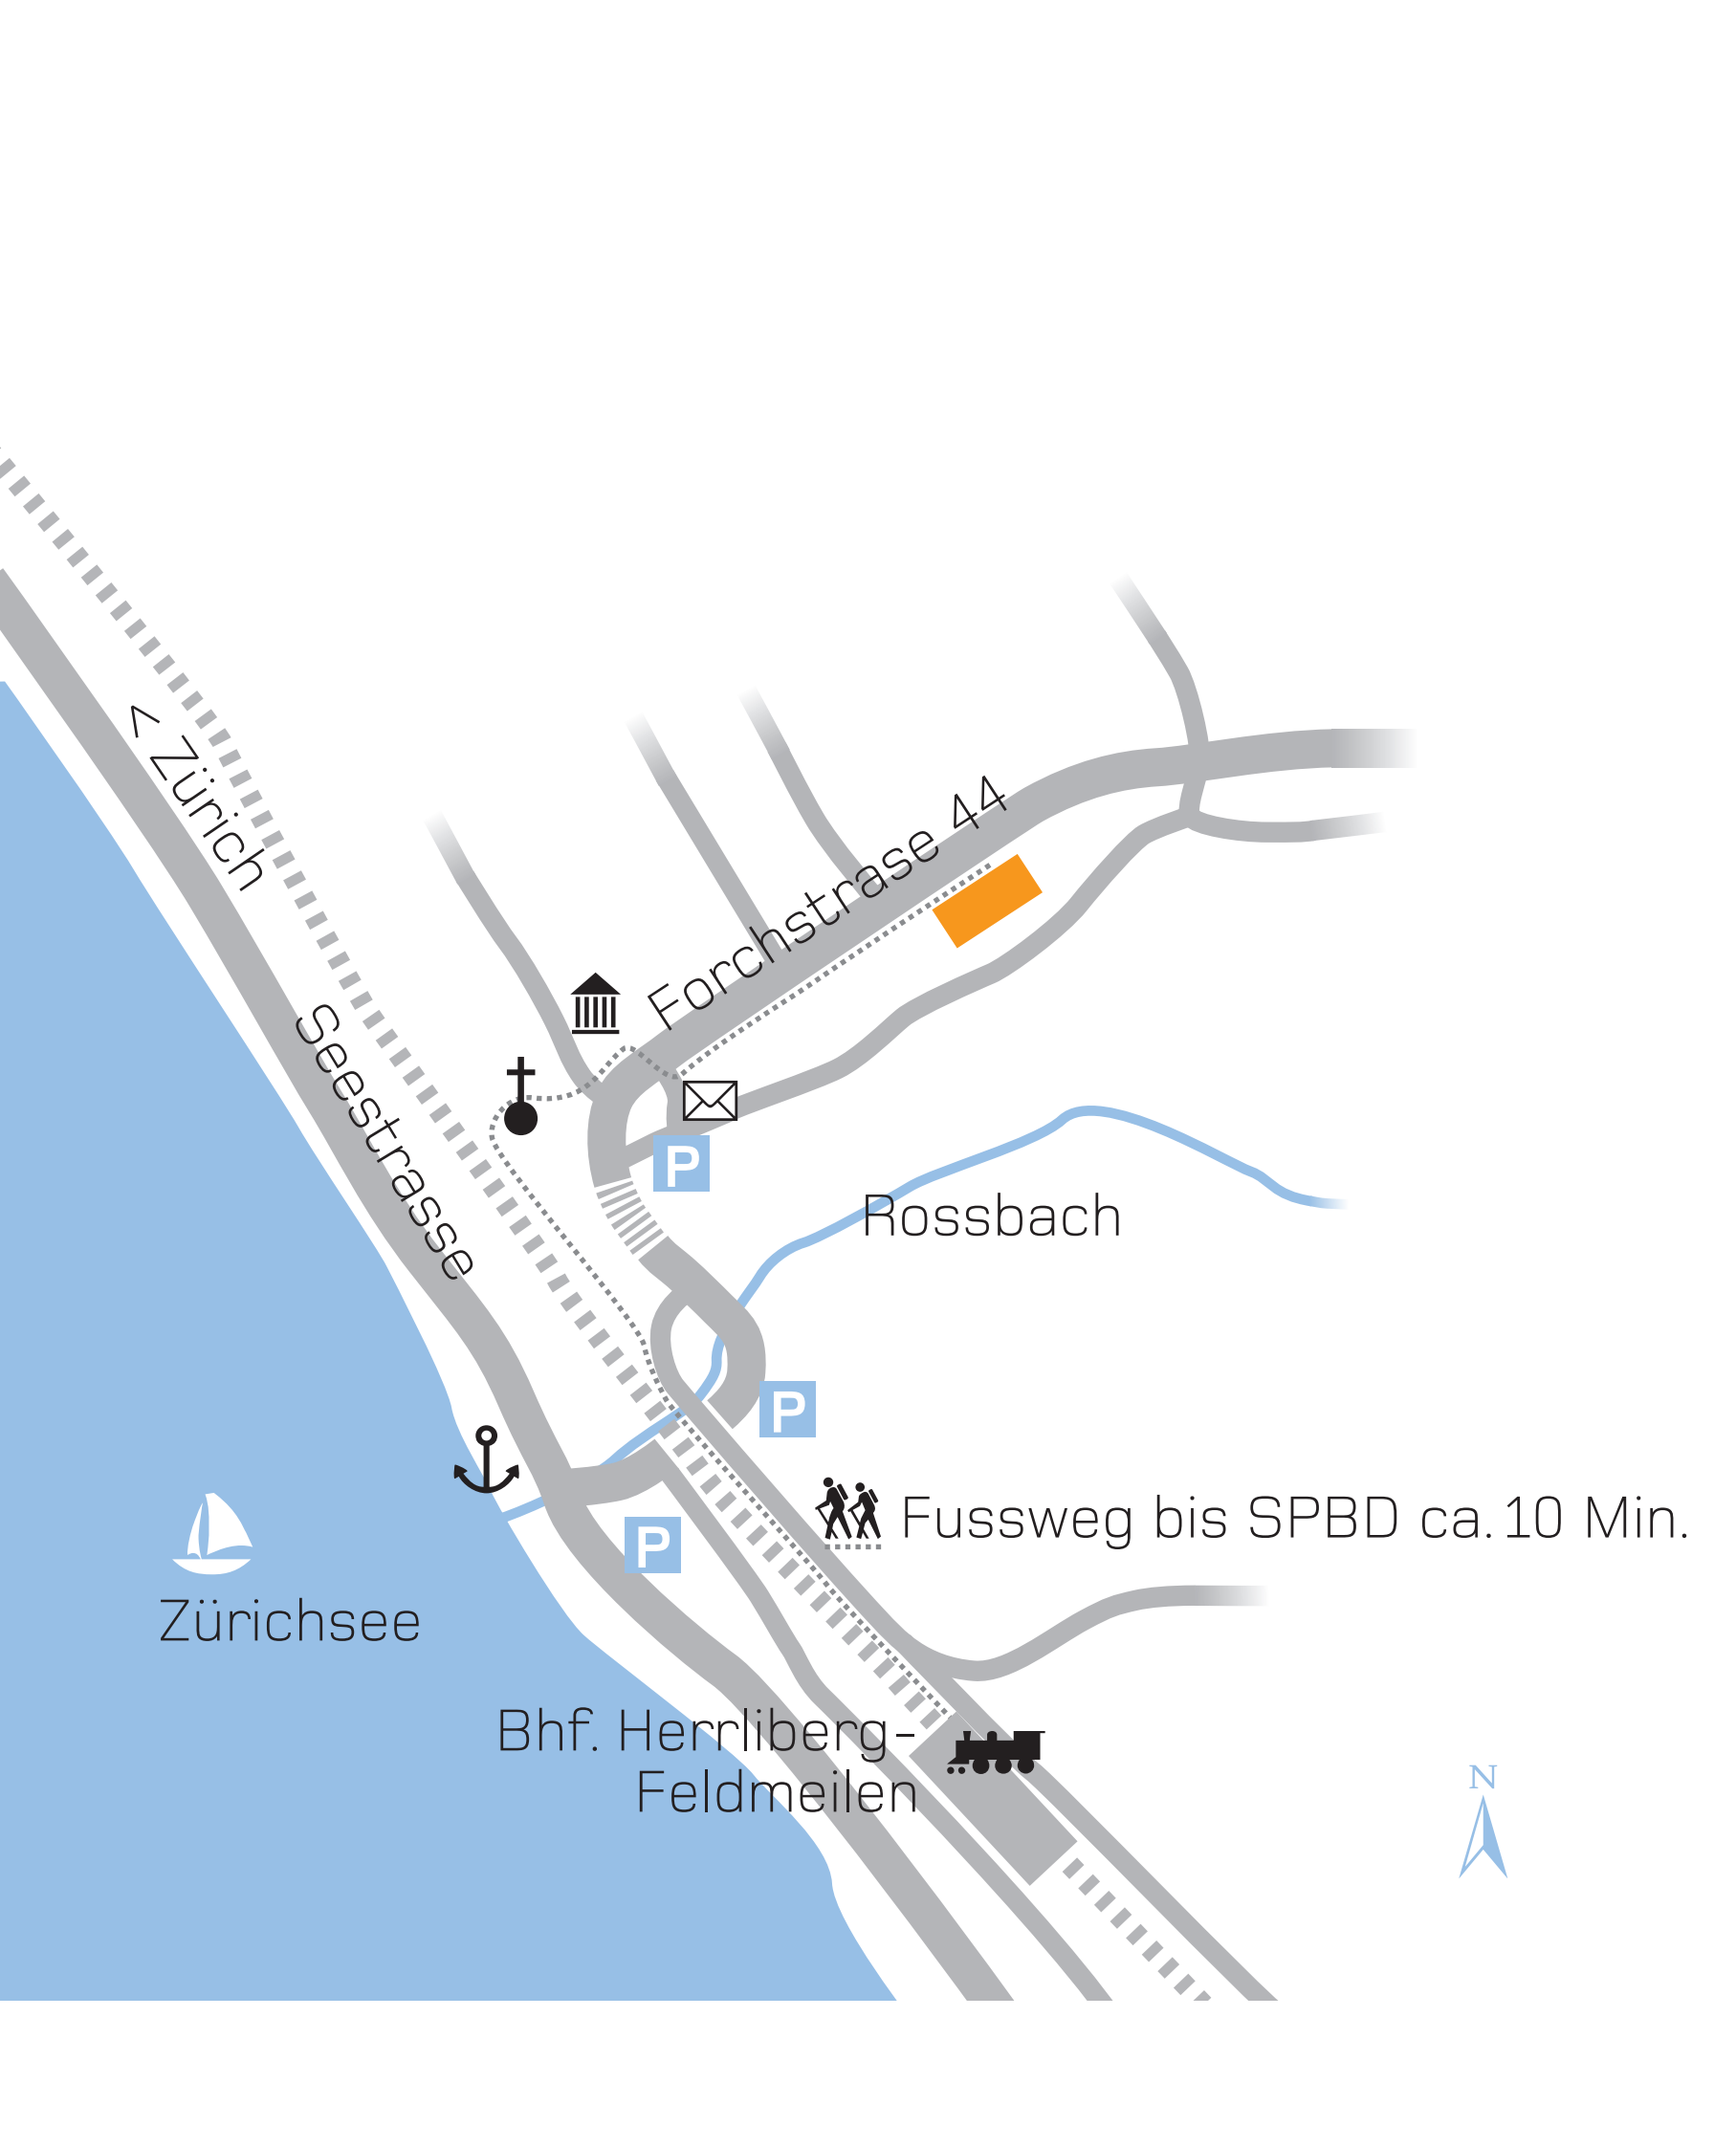 < Zürich
Forchstrase 44
Seestrasse
P
Rossbach
P
Fussweg bis SPBD ca. 10 Min.
P
Zürichsee
Bhf. Herrliberg-
Feldmeilen
N